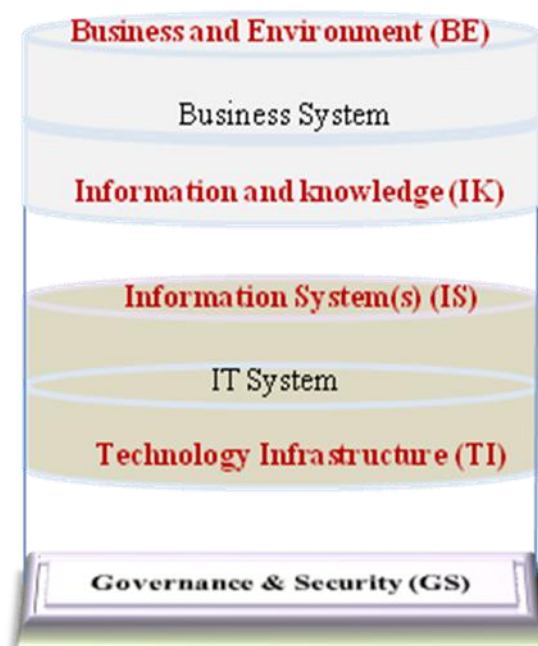 Business and Environment (BE)
Business System
Information and knowledge (IK)
Information System(s) (IS)
IT System
Technology Infrastructure (TI)
Governance & Security (GS)